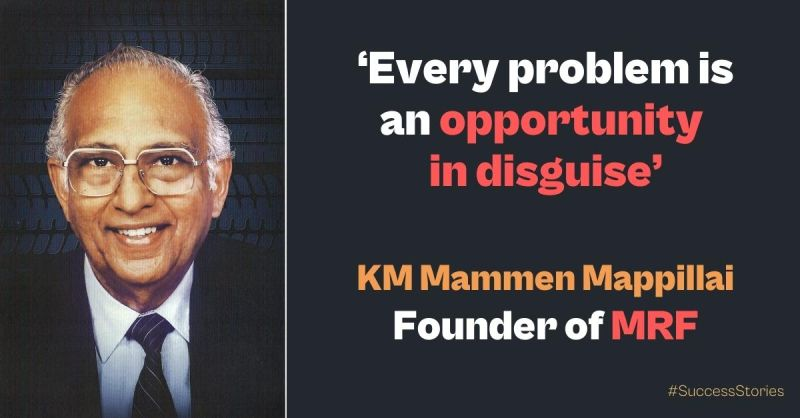 ‘Every problem is
an opportunity
in disguise’
KM Mammen Mappillai
Founder of MRF
#SuccessStories